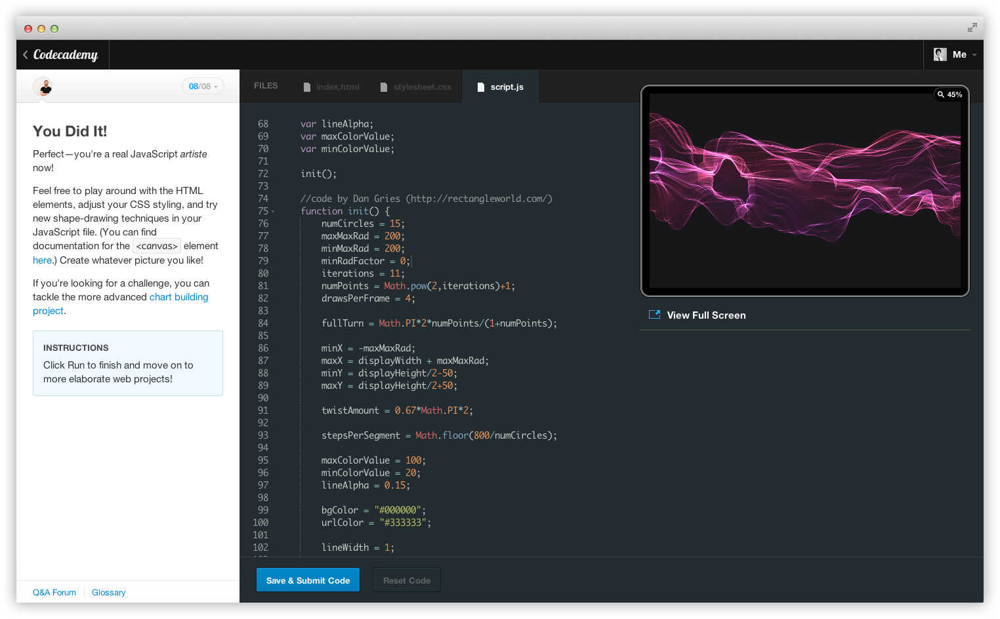 Codecademy
Me
08/08
FILES
index.html
stylesheet.css
script.js
45%
You Did It!
Perfect—you're a real JavaScript artiste
now!
Feel free to play around with the HTML
elements, adjust your CSS styling, and try
new shape-drawing techniques in your
JavaScript file. (You can find
documentation for the <canvas> element
here.) Create whatever picture you like!
If you're looking for a challenge, you can
tackle the more advanced chart building
project.
INSTRUCTIONS
Click Run to finish and move on to
more elaborate web projects!
Q&A Forum
Glossary
68 var lineAlpha;
69 var maxColorValue;
70 var minColorValue;
71
72 init();
73
74 //code by Dan Gries (http://rectangleworld.com/)
75 function init() {
76 numCircles = 15;
77 maxMaxRad = 200;
78 minMaxRad = 200;
79 minRadFactor = 0;
80 iterations = 11;
81 numPoints = Math.pow(2,iterations)+1;
82 drawsPerFrame = 4;
83
84 fullTurn = Math.PI*2*numPoints/(1+numPoints);
85
86 minX = -maxMaxRad;
87 maxX = displayWidth + maxMaxRad;
88 minY = displayHeight/2-50;
89 maxY = displayHeight/2+50;
90
91 twistAmount = 0.67*Math.PI*2;
92
93 stepsPerSegment = Math.floor(800/numCircles);
94
95 maxColorValue = 100;
96 minColorValue = 20;
97 lineAlpha = 0.15;
98
99 bgColor = "#000000";
100 urlColor = "#333333";
101
102 lineWidth = 1;
View Full Screen
Save & Submit Code
Reset Code